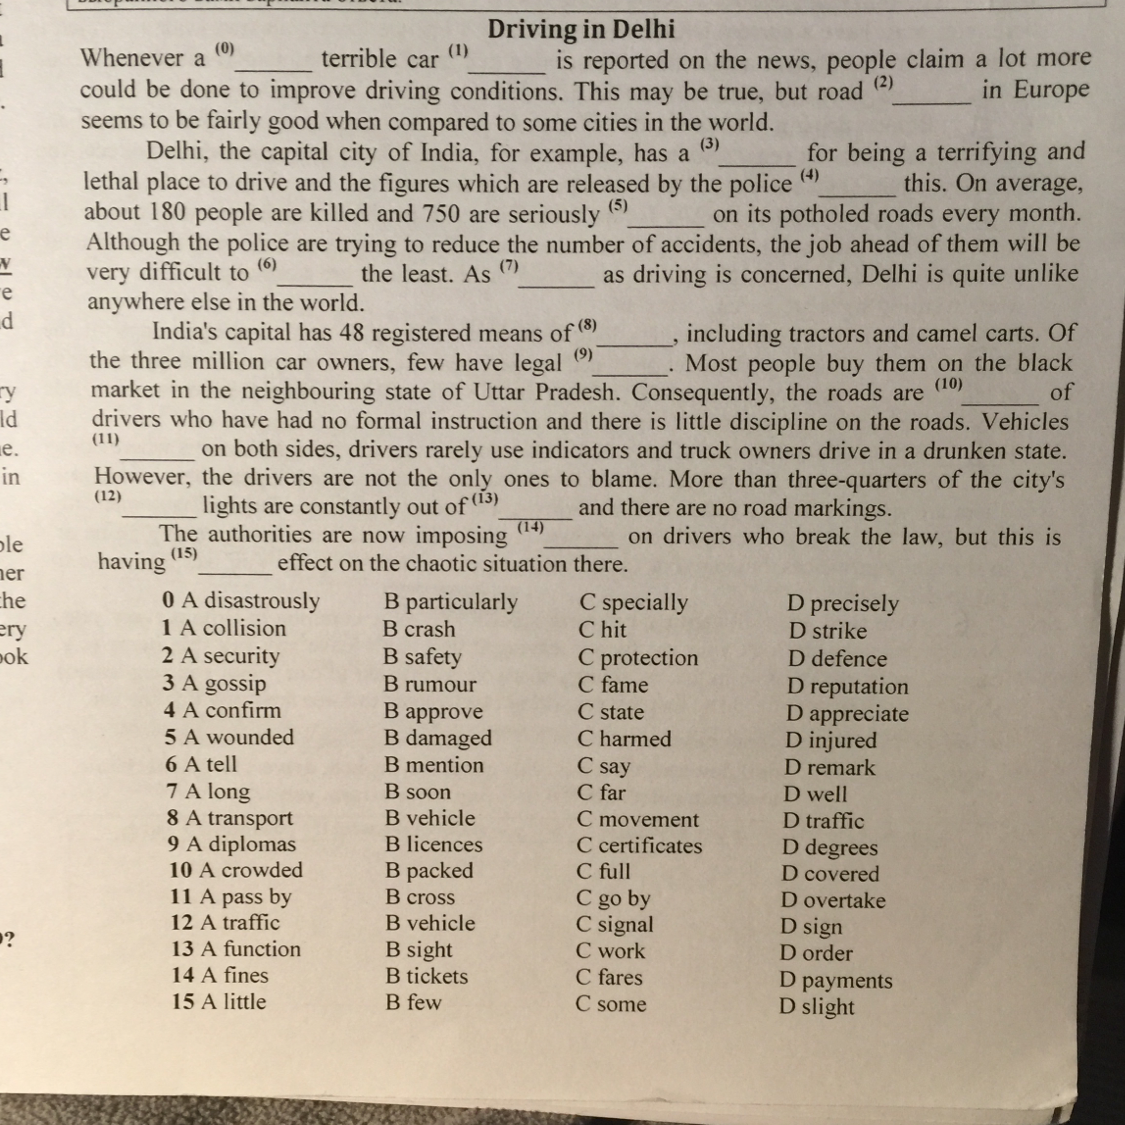 Driving in Delhi
Whenever a (0)______ terrible car (1)______ is reported on the news, people claim a lot more
could be done to improve driving conditions. This may be true, but road (2)______ in Europe
seems to be fairly good when compared to some cities in the world.
Delhi, the capital city of India, for example, has a (3)______ for being a terrifying and
lethal place to drive and the figures which are released by the police (4)______ this. On average,
about 180 people are killed and 750 are seriously (5)______ on its potholed roads every month.
Although the police are trying to reduce the number of accidents, the job ahead of them will be
very difficult to (6)______ the least. As (7)______ as driving is concerned, Delhi is quite unlike
anywhere else in the world.
India's capital has 48 registered means of (8)______, including tractors and camel carts. Of
the three million car owners, few have legal (9)______. Most people buy them on the black
market in the neighbouring state of Uttar Pradesh. Consequently, the roads are (10)______ of
drivers who have had no formal instruction and there is little discipline on the roads. Vehicles
(11)______ on both sides, drivers rarely use indicators and truck owners drive in a drunken state.
However, the drivers are not the only ones to blame. More than three-quarters of the city's
(12)______ lights are constantly out of (13)______ and there are no road markings.
The authorities are now imposing (14)______ on drivers who break the law, but this is
having (15)______ effect on the chaotic situation there.
0 A disastrously B particularly C specially D precisely
1 A collision B crash C hit D strike
2 A security B safety C protection D defence
3 A gossip B rumour C fame D reputation
4 A confirm B approve C state D appreciate
5 A wounded B damaged C harmed D injured
6 A tell B mention C say D remark
7 A long B soon C far D well
8 A transport B vehicle C movement D traffic
9 A diplomas B licences C certificates D degrees
10 A crowded B packed C full D covered
11 A pass by B cross C go by D overtake
12 A traffic B vehicle C signal D sign
13 A function B sight C work D order
14 A fines B tickets C fares D payments
15 A little B few C some D slight